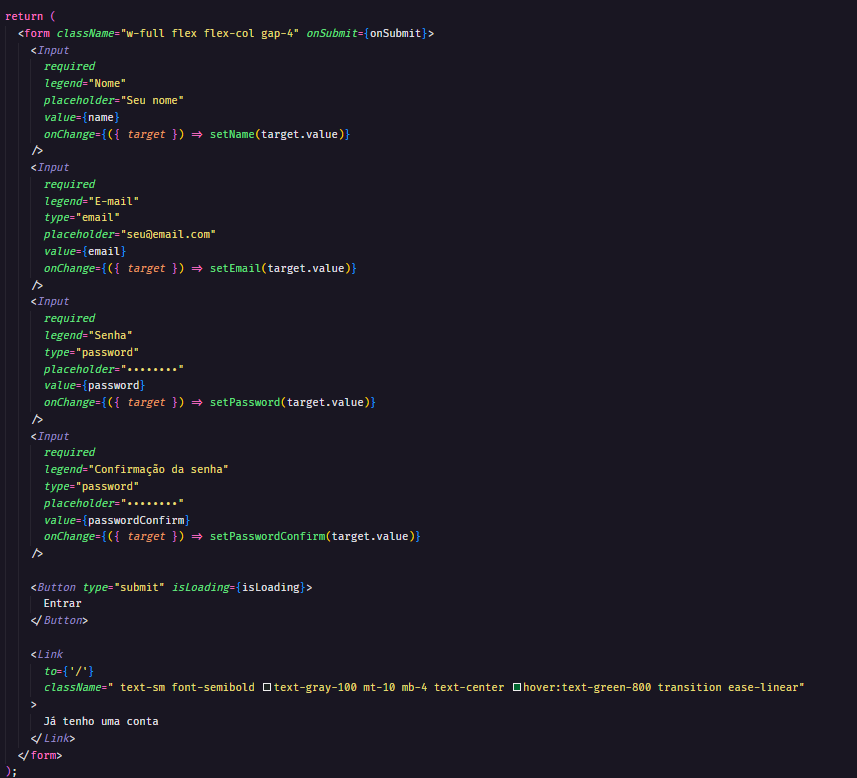 return (
<form className="w-full flex flex-col gap-4" onSubmit={onSubmit}>
<Input
required
legend="Nome"
placeholder="Seu nome"
value={name}
onChange={({ target }) => setName(target.value)}
/>
<Input
required
legend="E-mail"
type="email"
placeholder="seu@email.com"
value={email}
onChange={({ target }) => setEmail(target.value)}
/>
<Input
required
legend="Senha"
type="password"
placeholder="••••••••"
value={password}
onChange={({ target }) => setPassword(target.value)}
/>
<Input
required
legend="Confirmação da senha"
type="password"
placeholder="••••••••"
value={passwordConfirm}
onChange={({ target }) => setPasswordConfirm(target.value)}
/>
<Button type="submit" isLoading={isLoading}>
Entrar
</Button>
<Link
to={'/'}
className=" text-sm font-semibold text-gray-100 mt-10 mb-4 text-center hover:text-green-800 transition ease-linear"
>
Já tenho uma conta
</Link>
</form>
);